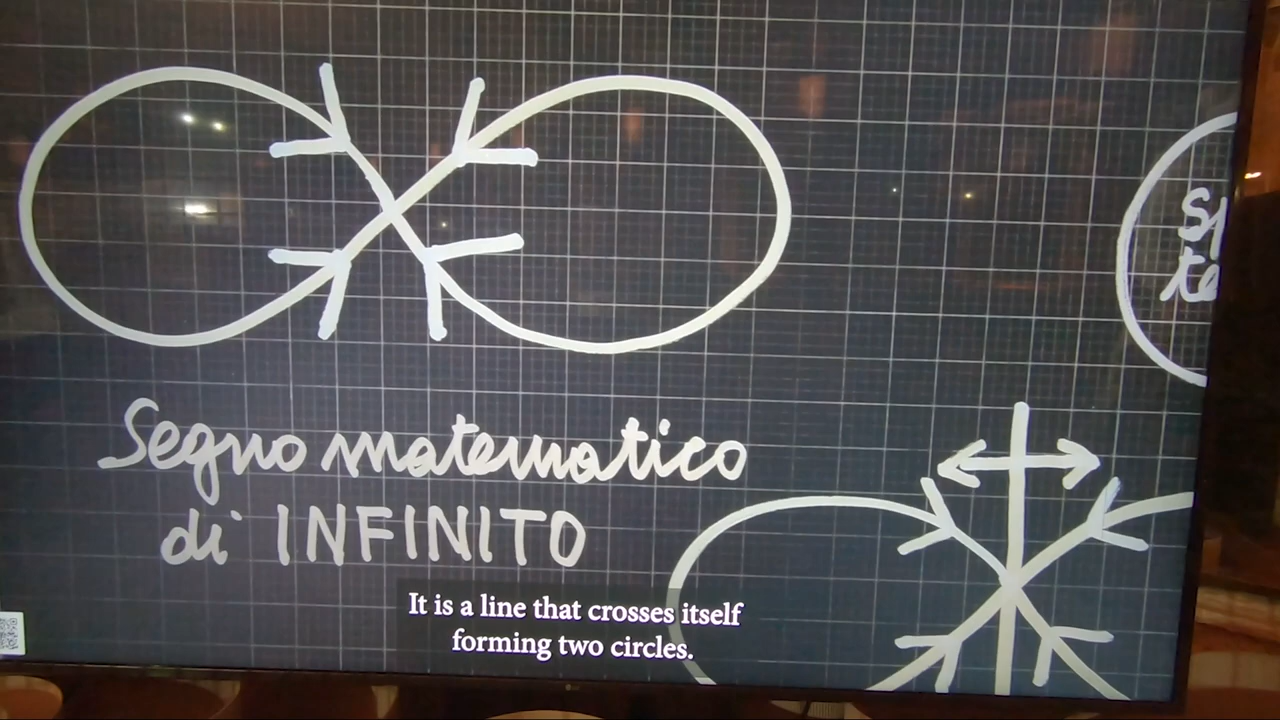 Segno matematico
di INFINITO
It is a line that crosses itself
forming two circles.